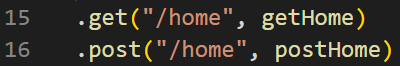 15 .get("/home", getHome)
16 .post("/home", postHome)